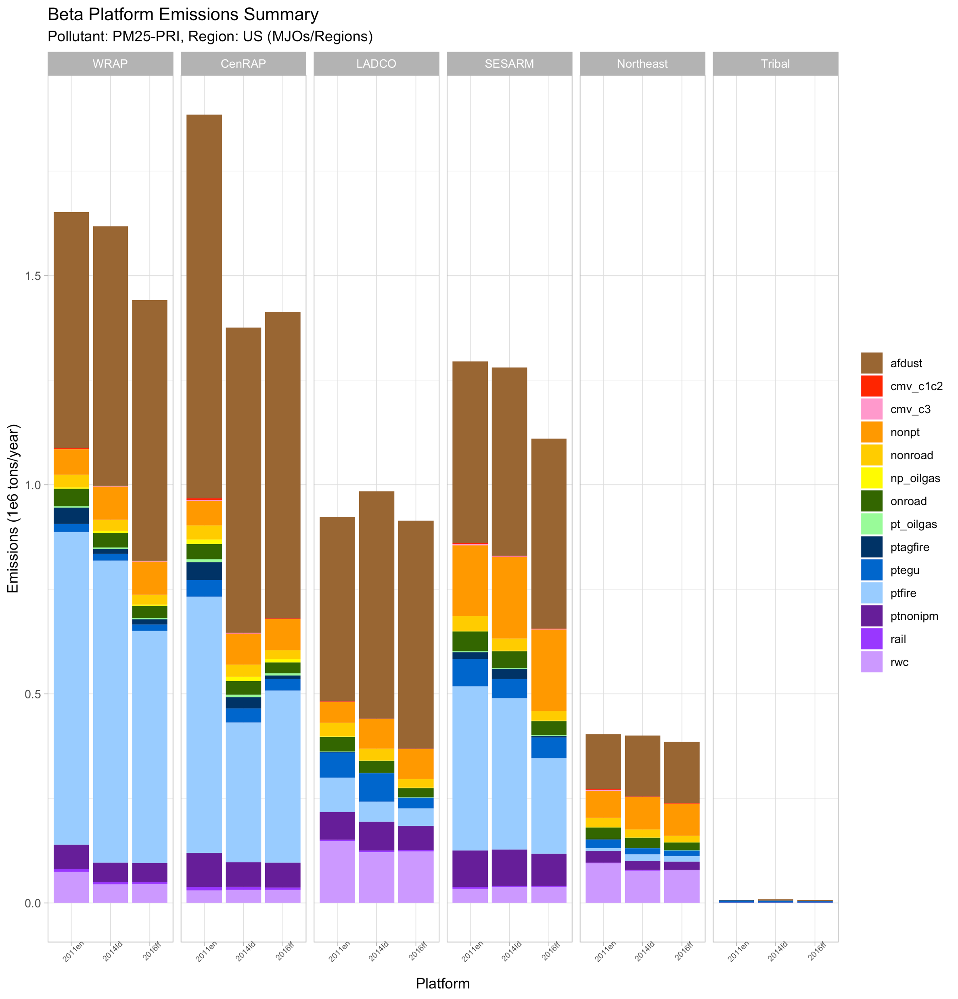 Beta Platform Emissions Summary
Pollutant: PM25-PRI, Region: US (MJOs/Regions)
WRAP CenRAP LADCO SESARM Northeast Tribal
1.5
1.0
0.5
0.0
Emissions (1e6 tons/year)
2011en 2014fd 2016ff 2011en 2014fd 2016ff 2011en 2014fd 2016ff 2011en 2014fd 2016ff 2011en 2014fd 2016ff 2011en 2014fd 2016ff
Platform
afdust
cmv_c1c2
cmv_c3
nonpt
nonroad
np_oilgas
onroad
pt_oilgas
ptagfire
ptegu
ptfire
ptnonipm
rail
rwc